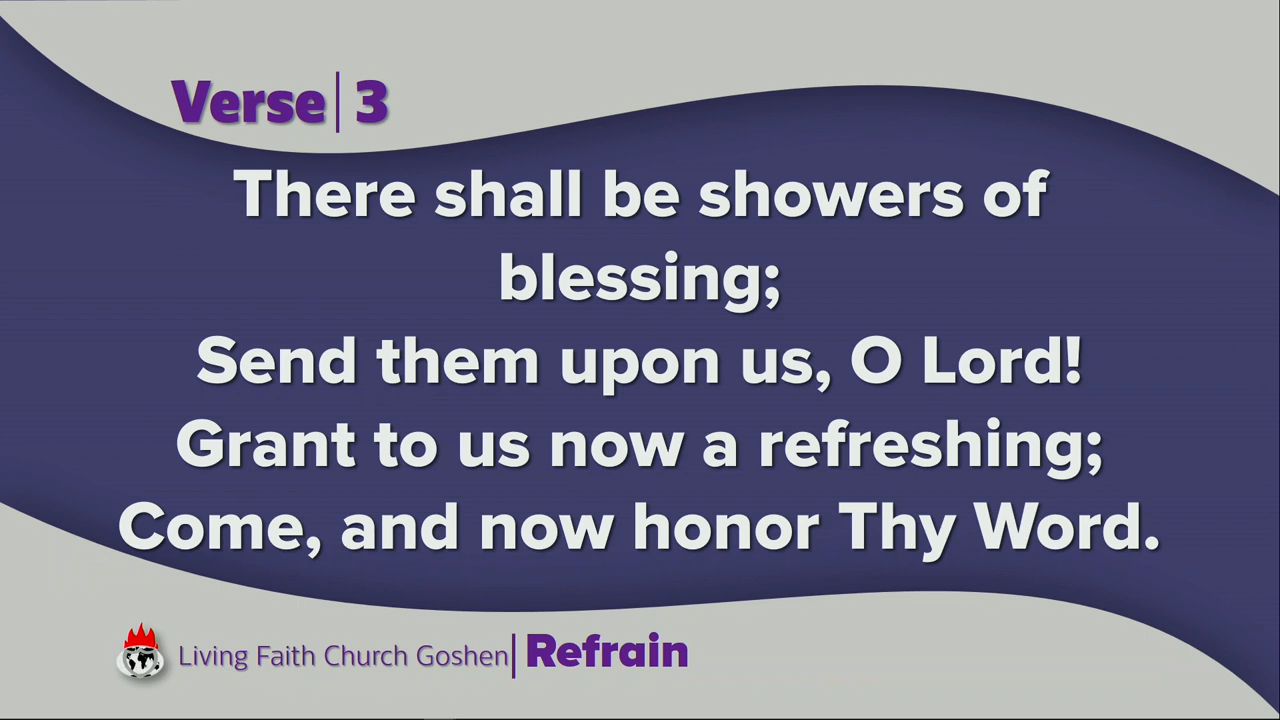 Verse | 3
There shall be showers of
blessing;
Send them upon us, O Lord!
Grant to us now a refreshing;
Come, and now honor Thy Word.
Living Faith Church Goshen | Refrain